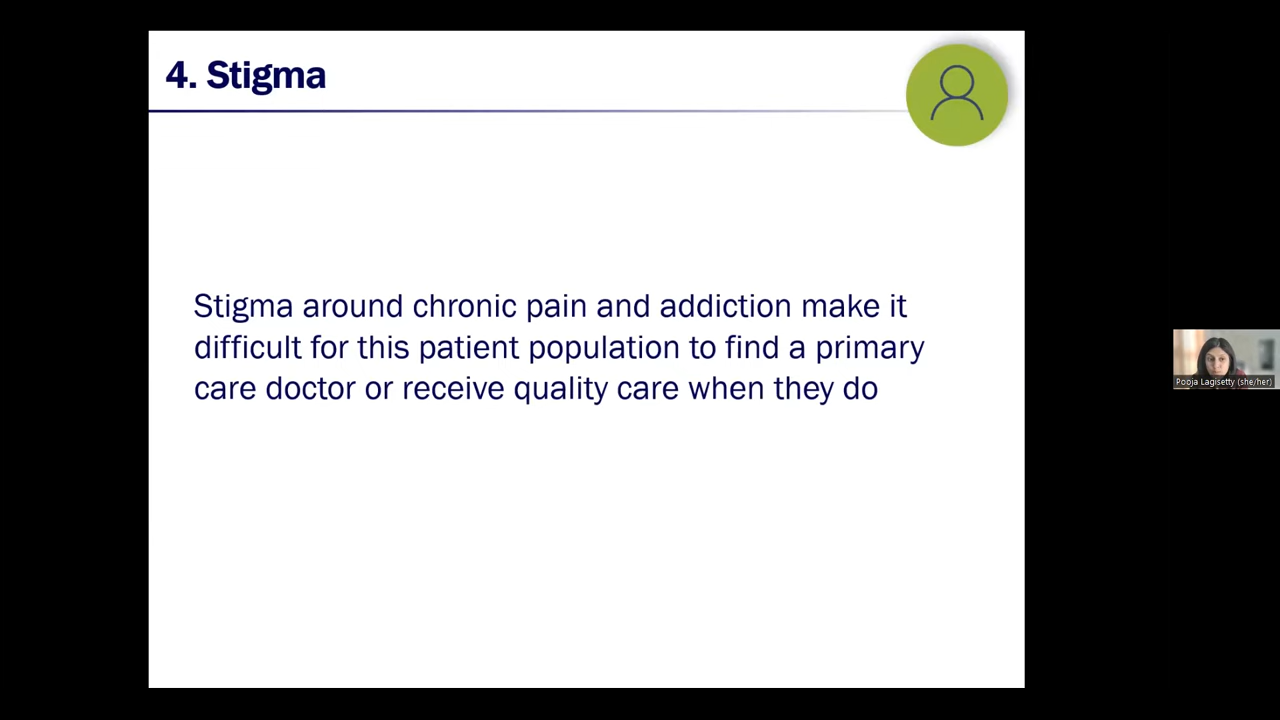 4. Stigma
Stigma around chronic pain and addiction make it
difficult for this patient population to find a primary
care doctor or receive quality care when they do
Pooja Lagisetty (she/her)